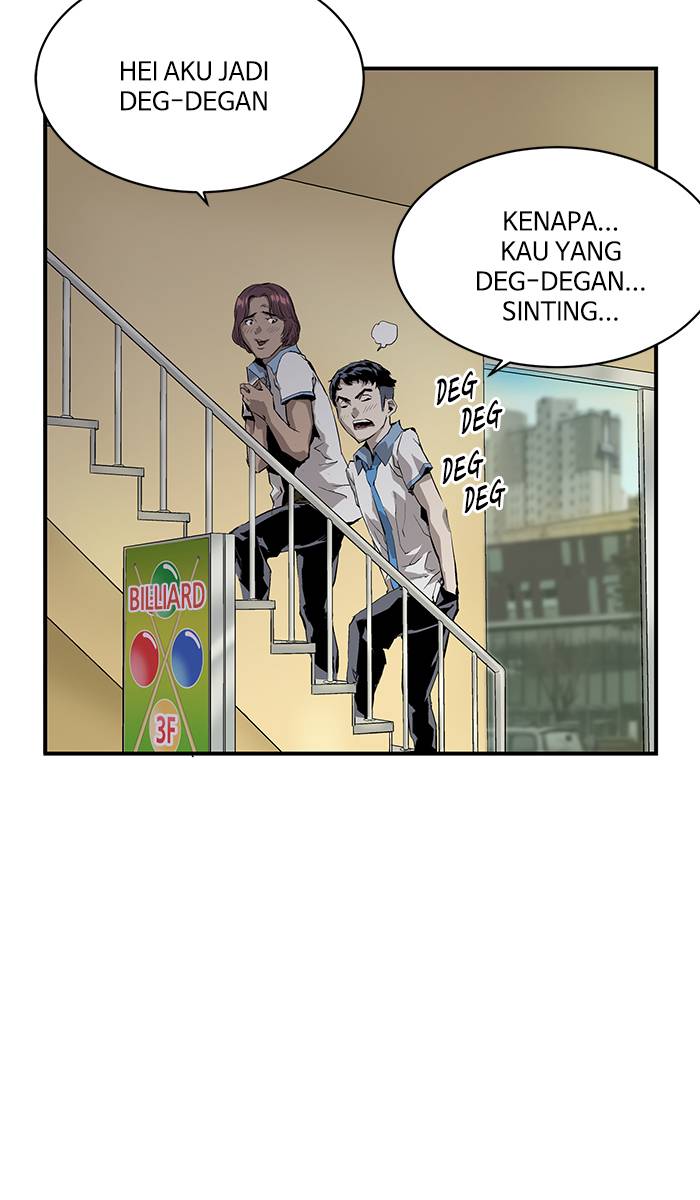 HEI AKU JADI
DEG-DEGAN
KENAPA...
KAU YANG
DEG-DEGAN...
SINTING...
DEG
DEG
DEG
DEG
BILLIARD
3F